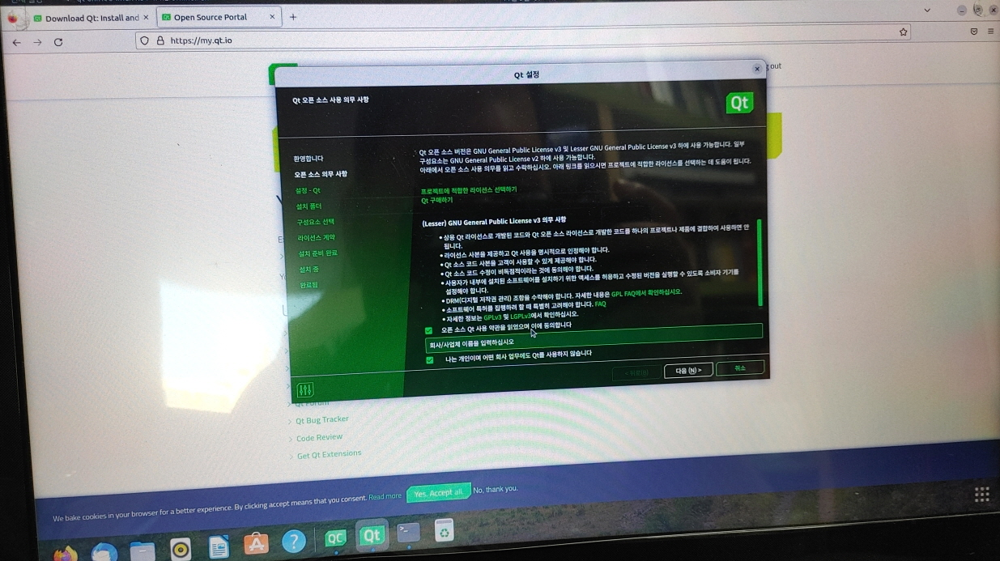 Download Qt: Install and
Open Source Portal
https://my.qt.io
out
Qt 설정
Qt 오픈 소스 사용 의무 사항
Qt
환영합니다
오픈 소스 의무 사항
설정 - Qt
설치 폴더
구성요소 선택
라이선스 계약
설치 준비 완료
설치 중
완료됨
Qt 오픈 소스 버전은 GNU General Public License v3 및 Lesser GNU General Public License v3 하에 사용 가능합니다. 일부
구성요소는 GNU General Public License v2 하에 사용 가능합니다.
아래에서 오픈 소스 사용 의무를 읽고 수락하십시오. 아래 링크를 읽으시면 프로젝트에 적합한 라이선스를 선택하는 데 도움이 됩니다.
프로젝트에 적합한 라이선스 선택하기
Qt 구매하기
(Lesser) GNU General Public License v3 의무 사항
• 상용 Qt 라이선스로 개발된 코드와 Qt 오픈 소스 라이선스로 개발한 코드를 하나의 프로젝트나 제품에 결합하여 사용하면 안
됩니다.
• 라이선스 사본을 제공하고 Qt 사용을 명시적으로 인정해야 합니다.
• Qt 소스 코드 사본을 고객이 사용할 수 있게 제공해야 합니다.
• Qt 소스 코드 수정이 비독점적이라는 것에 동의해야 합니다.
• 사용자가 내부에 설치된 소프트웨어를 설치하기 위한 액세스를 허용하고 수정된 버전을 실행할 수 있도록 소비자 기기를
설정해야 합니다.
• DRM(디지털 저작권 관리) 조항을 수락해야 합니다. 자세한 내용은 GPL FAQ에서 확인하십시오.
• 소프트웨어 특허를 집행하려 할 때 특별히 고려해야 합니다. FAQ
• 자세한 정보는 GPLv3 및 LGPLv3에서 확인하십시오.
오픈 소스 Qt 사용 약관을 읽었으며 이에 동의합니다
회사/사업체 이름을 입력하십시오
나는 개인이며 어떤 회사 업무에도 Qt를 사용하지 않습니다
< 뒤로(B)
다음 (N) >
취소
Qt Forum
Qt Bug Tracker
Code Review
Get Qt Extensions
We bake cookies in your browser for a better experience. By clicking accept means that you consent. Read more
Yes. Accept all.
No, thank you.
QC
Qt